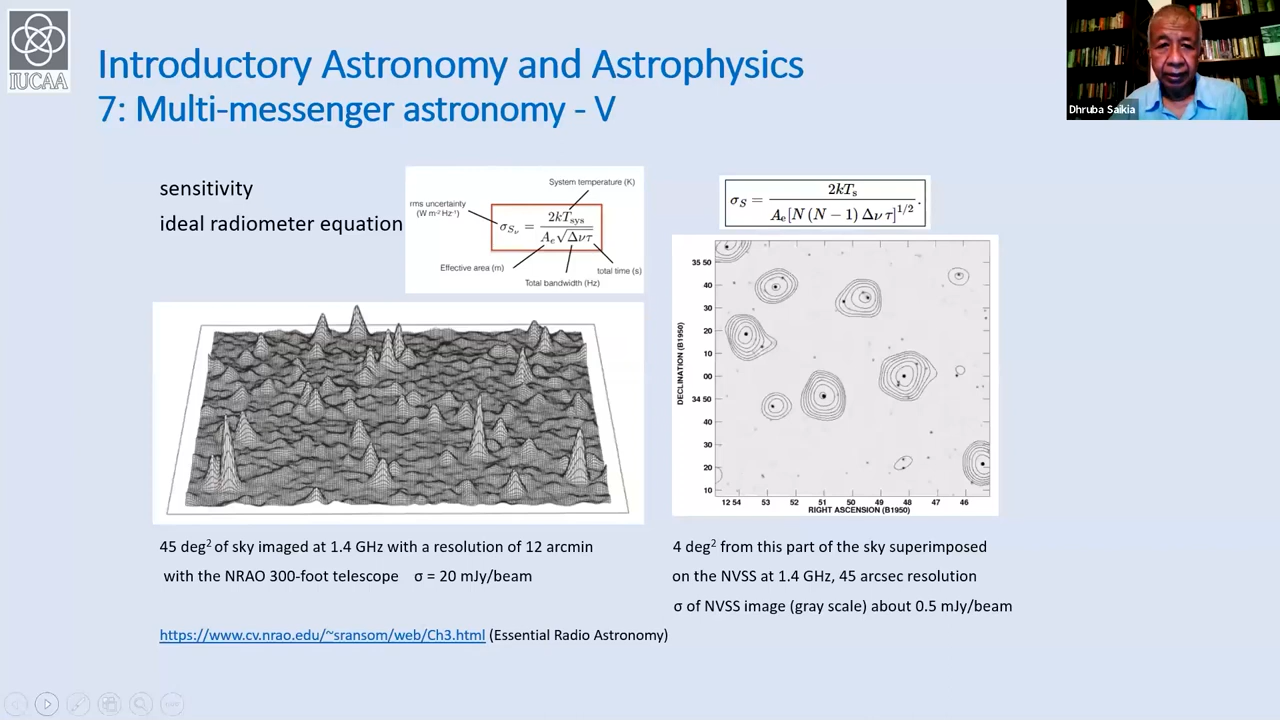 IUCAA
Introductory Astronomy and Astrophysics
7: Multi-messenger astronomy - V
Dhruba Saikia
sensitivity
ideal radiometer equation
System temperature (K)
rms uncertainty
(W m⁻² Hz⁻¹)
σ_{S_ν} = 2kT_sys / (A_e √(Δντ))
Effective area (m)
total time (s)
Total bandwidth (Hz)
σ_S = 2kT_s / (A_e[N(N − 1) Δν τ]^{1/2}).
DECLINATION (B1950)
35 50
40
30
20
10
00
34 50
40
30
20
10
12 54 53 52 51 50 49 48 47 46
RIGHT ASCENSION (B1950)
45 deg² of sky imaged at 1.4 GHz with a resolution of 12 arcmin
with the NRAO 300-foot telescope σ = 20 mJy/beam
4 deg² from this part of the sky superimposed
on the NVSS at 1.4 GHz, 45 arcsec resolution
σ of NVSS image (gray scale) about 0.5 mJy/beam
https://www.cv.nrao.edu/~sransom/web/Ch3.html (Essential Radio Astronomy)